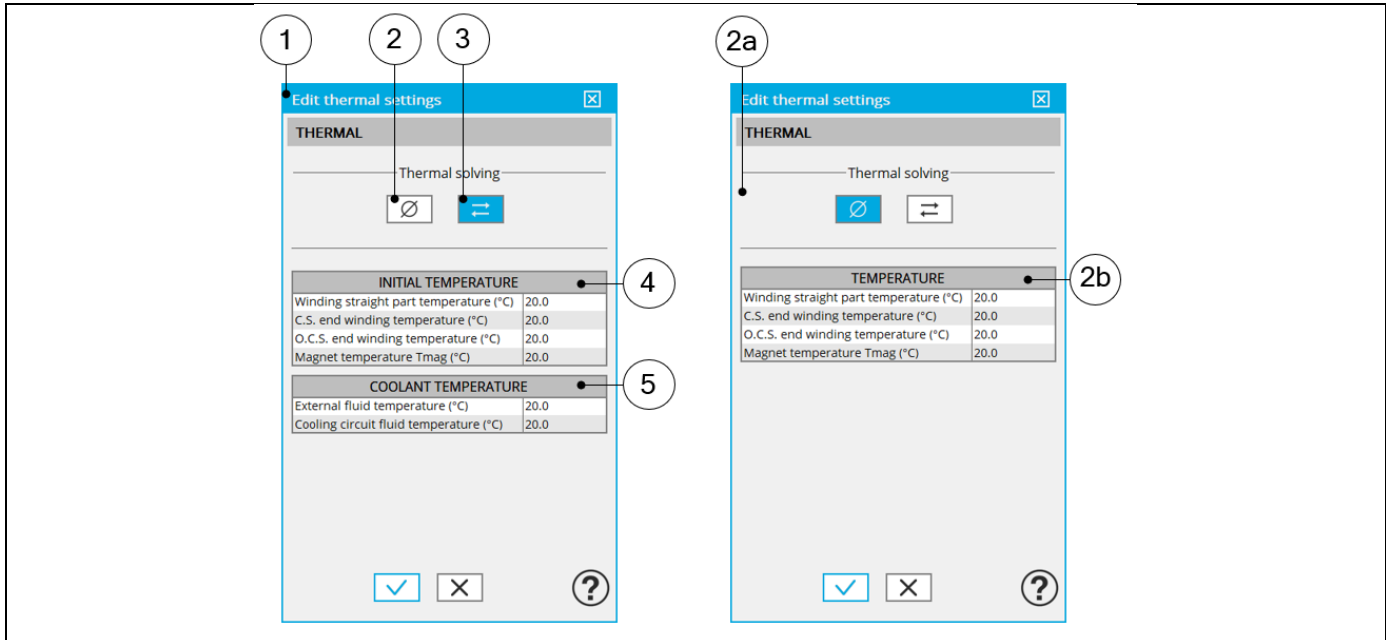 1 2 3 2a
Edit thermal settings
THERMAL
Thermal solving
INITIAL TEMPERATURE 4
Winding straight part temperature (°C) 20.0
C.S. end winding temperature (°C) 20.0
O.C.S. end winding temperature (°C) 20.0
Magnet temperature Tmag (°C) 20.0
COOLANT TEMPERATURE 5
External fluid temperature (°C) 20.0
Cooling circuit fluid temperature (°C) 20.0
?
Edit thermal settings
THERMAL
Thermal solving
TEMPERATURE 2b
Winding straight part temperature (°C) 20.0
C.S. end winding temperature (°C) 20.0
O.C.S. end winding temperature (°C) 20.0
Magnet temperature Tmag (°C) 20.0
?